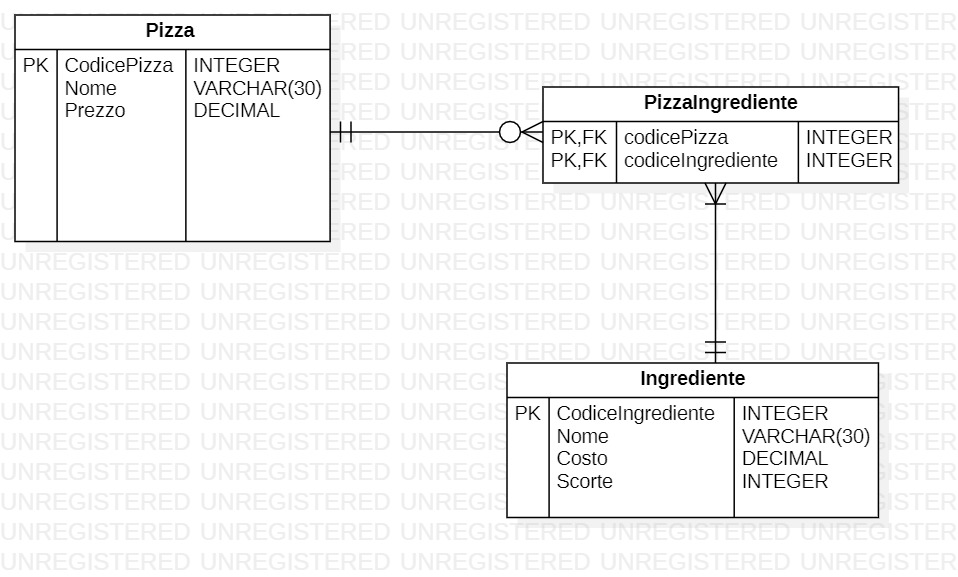 Pizza
PK CodicePizza INTEGER
Nome VARCHAR(30)
Prezzo DECIMAL
PizzaIngrediente
PK,FK codicePizza INTEGER
PK,FK codiceIngrediente INTEGER
Ingrediente
PK CodiceIngrediente INTEGER
Nome VARCHAR(30)
Costo DECIMAL
Scorte INTEGER
UNREGISTERED UNREGISTERED UNREGISTERED UNREGISTERED UNREGISTER